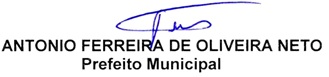 ANTONIO FERREIRA DE OLIVEIRA NETO
Prefeito Municipal